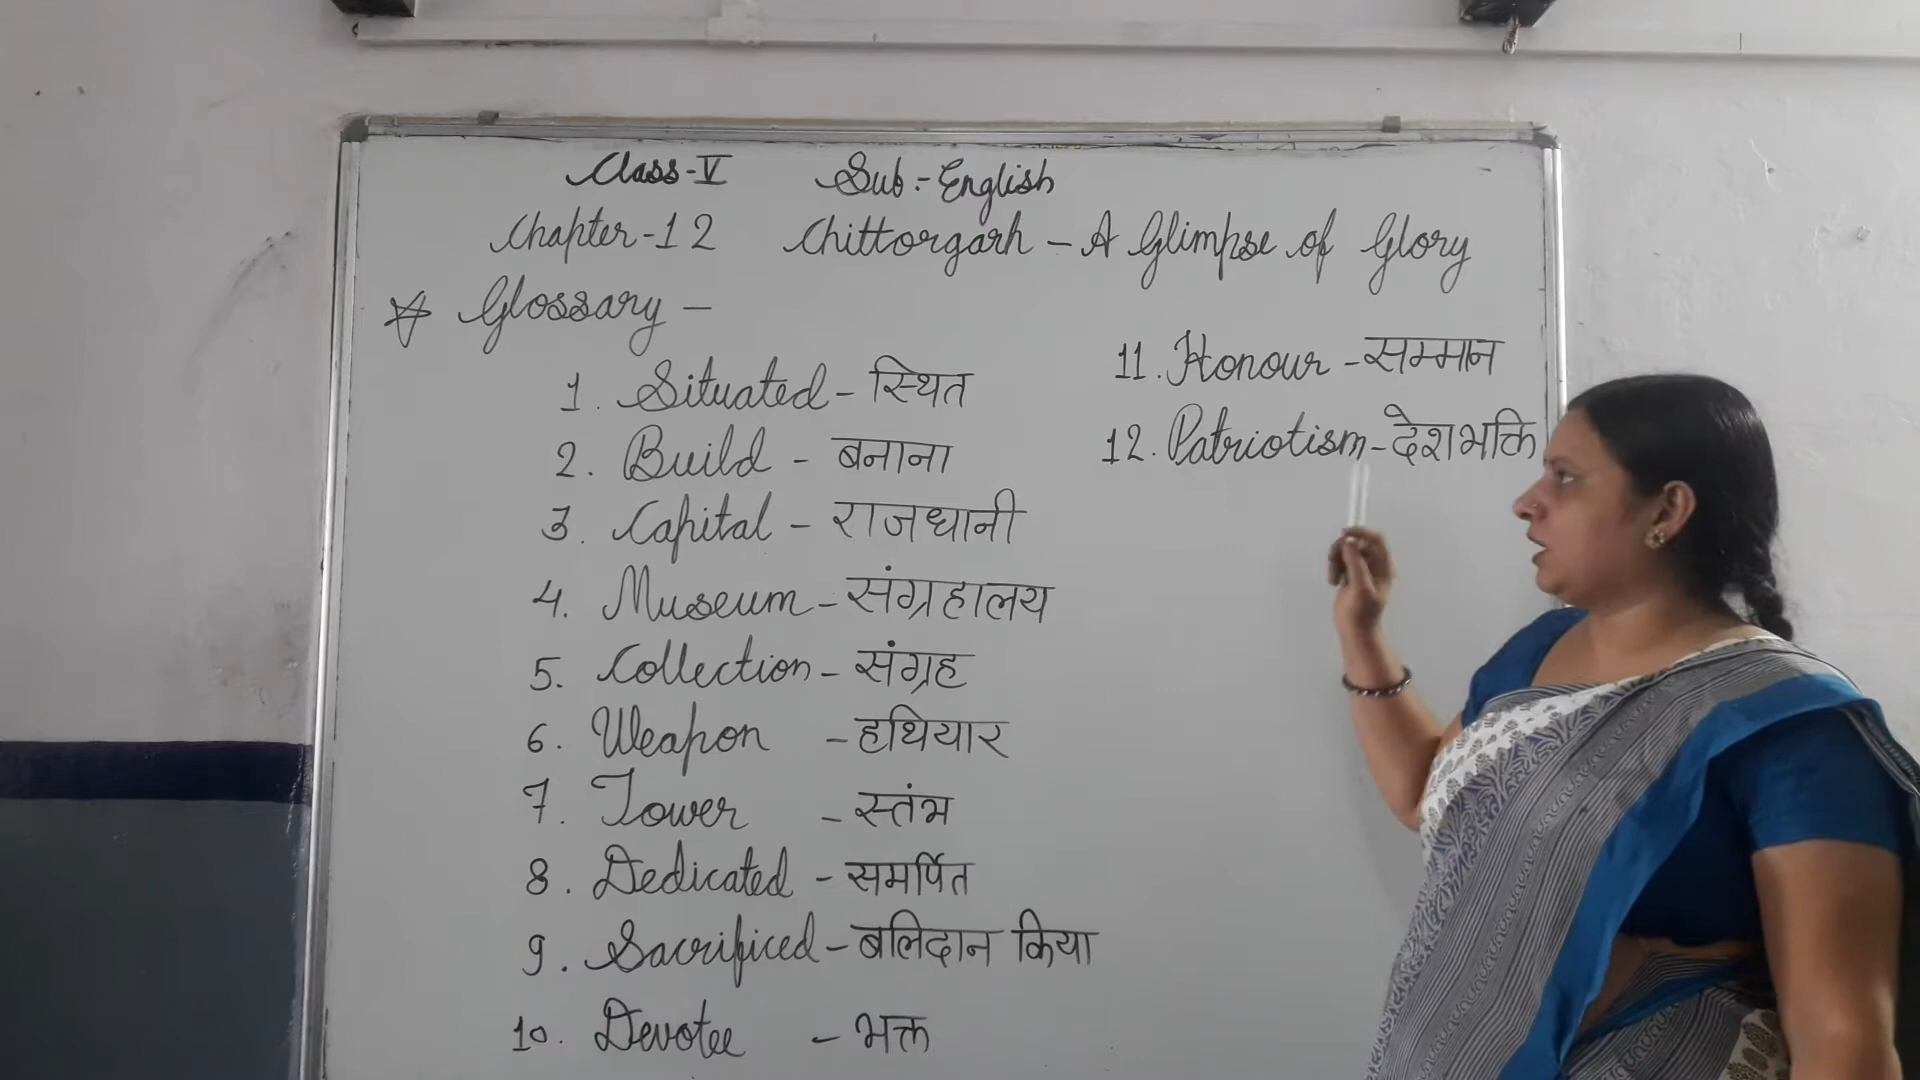 Class-V Sub:- English
Chapter-12 Chittorgarh - A Glimpse of Glory
Glossary -
1. Situated - स्थित
2. Build - बनाना
3. Capital - राजधानी
4. Museum - संग्रहालय
5. Collection - संग्रह
6. Weapon - हथियार
7. Tower - स्तंभ
8. Dedicated - समर्पित
9. Sacrificed - बलिदान किया
10. Devotee - भक्त
11. Honour - सम्मान
12. Patriotism - देशभक्ति